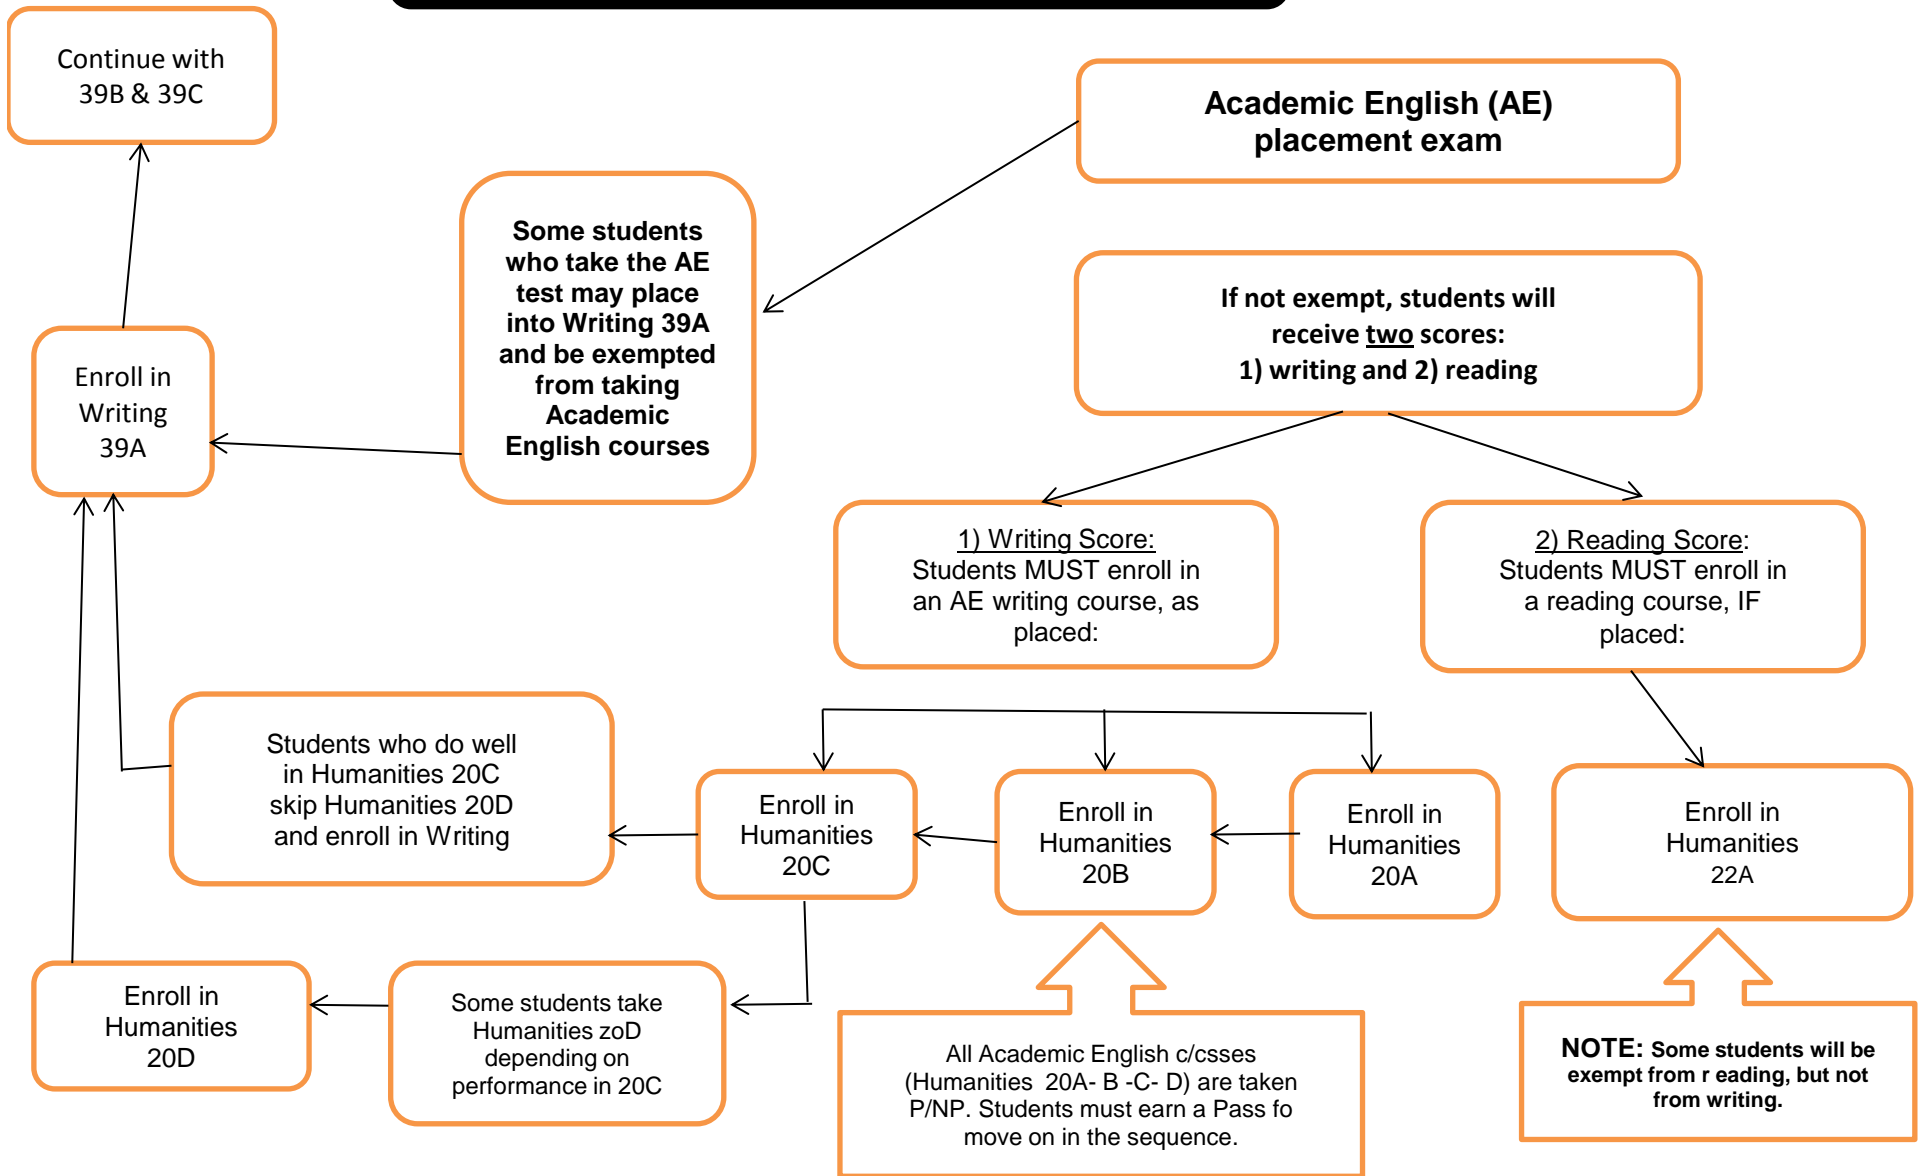 Continue with
39B & 39C
Academic English (AE)
placement exam
Some students
who take the AE
test may place
into Writing 39A
and be exempted
from taking
Academic
English courses
If not exempt, students will
receive two scores:
1) writing and 2) reading
Enroll in
Writing
39A
1) Writing Score:
Students MUST enroll in
an AE writing course, as
placed:
2) Reading Score:
Students MUST enroll in
a reading course, IF
placed:
Students who do well
in Humanities 20C
skip Humanities 20D
and enroll in Writing
Enroll in
Humanities
20C
Enroll in
Humanities
20B
Enroll in
Humanities
20A
Enroll in
Humanities
22A
Enroll in
Humanities
20D
Some students take
Humanities zoD
depending on
performance in 20C
All Academic English c/csses
(Humanities 20A- B -C- D) are taken
P/NP. Students must earn a Pass fo
move on in the sequence.
NOTE: Some students will be
exempt from r eading, but not
from writing.